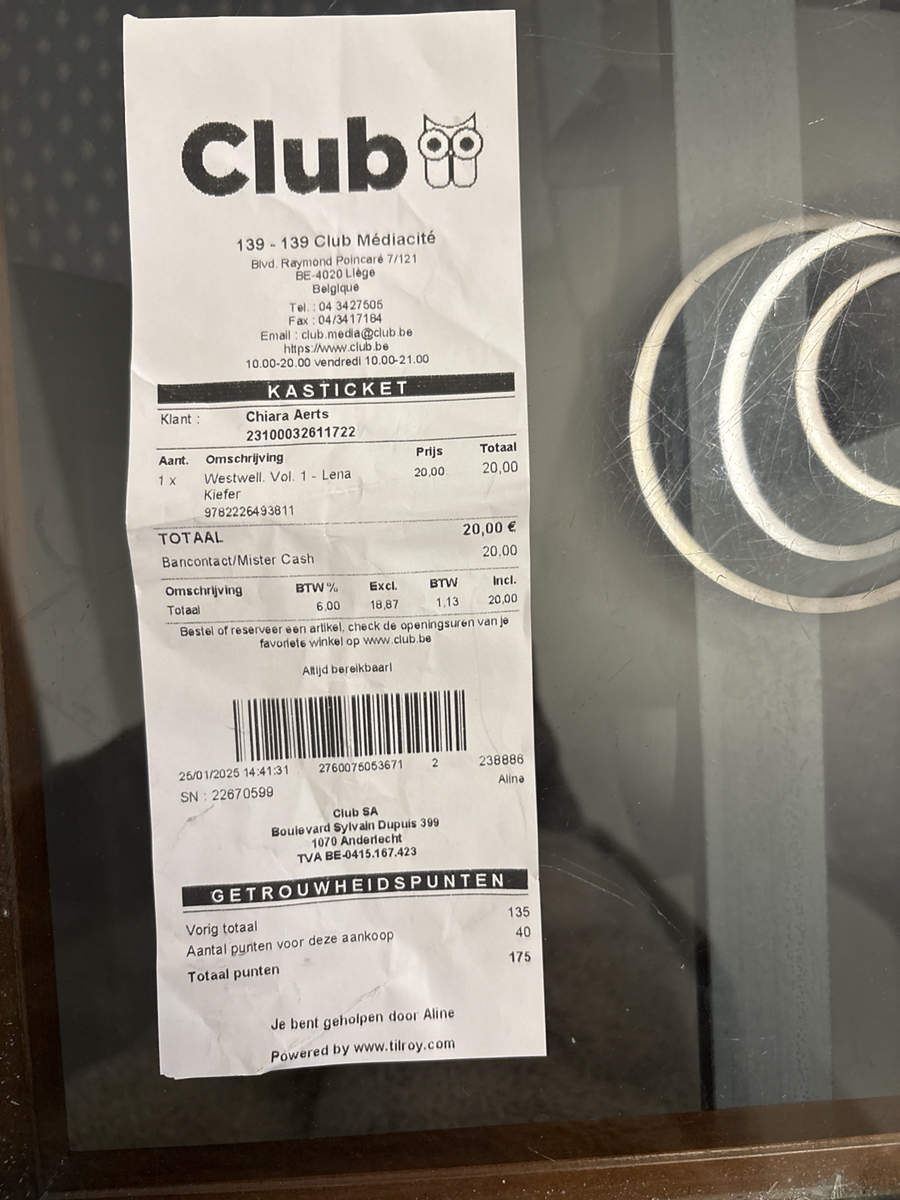 Club
139 - 139 Club Médiacité
Blvd. Raymond Poincaré 7/121
BE-4020 Liège
Belgique
Tel. : 04 3427505
Fax : 04/3417184
Email : club.media@club.be
https://www.club.be
10.00-20.00 vendredi 10.00-21.00
KASTICKET
Klant : Chiara Aerts
23100032611722
Aant. Omschrijving Prijs Totaal
1 x Westwell. Vol. 1 - Lena 20,00 20,00
Kiefer
9782226493811
TOTAAL 20,00 €
Bancontact/Mister Cash 20,00
Omschrijving BTW % Excl. BTW Incl.
Totaal 6,00 18,87 1,13 20,00
Bestel of reserveer een artikel, check de openingsuren van je
favoriete winkel op www.club.be
Altijd bereikbaar!
25/01/2025 14:41:31 2760075053671 2 238886
SN : 22670599 Aline
Club SA
Boulevard Sylvain Dupuis 399
1070 Anderlecht
TVA BE-0415.167.423
GETROUWHEIDSPUNTEN
Vorig totaal 135
Aantal punten voor deze aankoop 40
Totaal punten 175
Je bent geholpen door Aline
Powered by www.tilroy.com